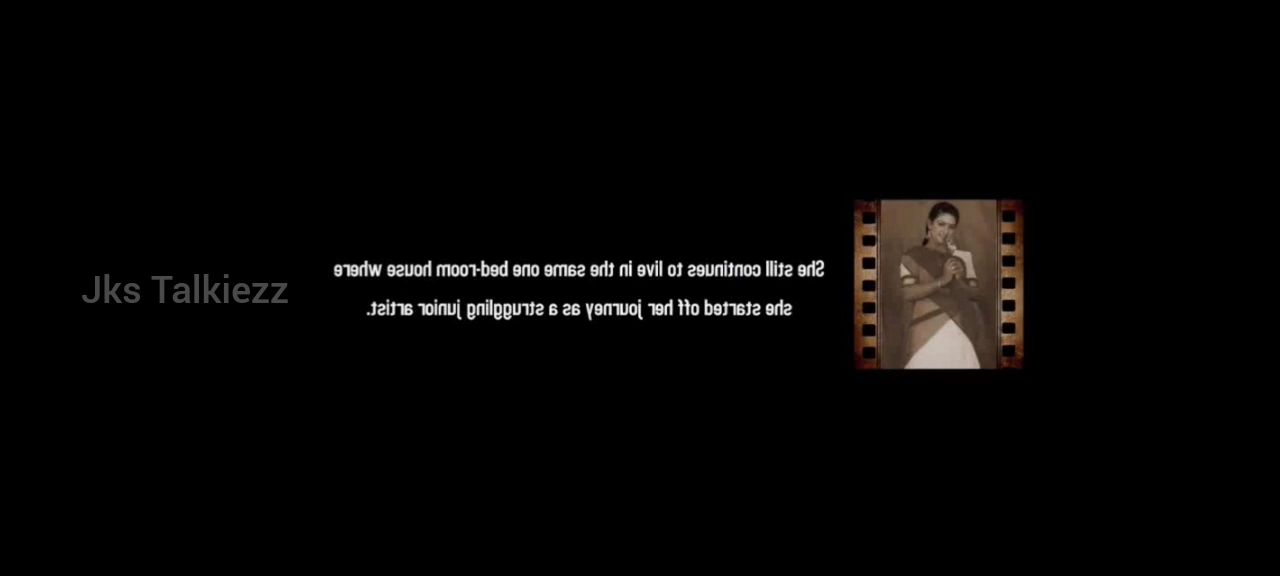 She still continues to live in the same one bed-room house where
she started off her journey as a struggling junior artist.
Jks Talkiezz